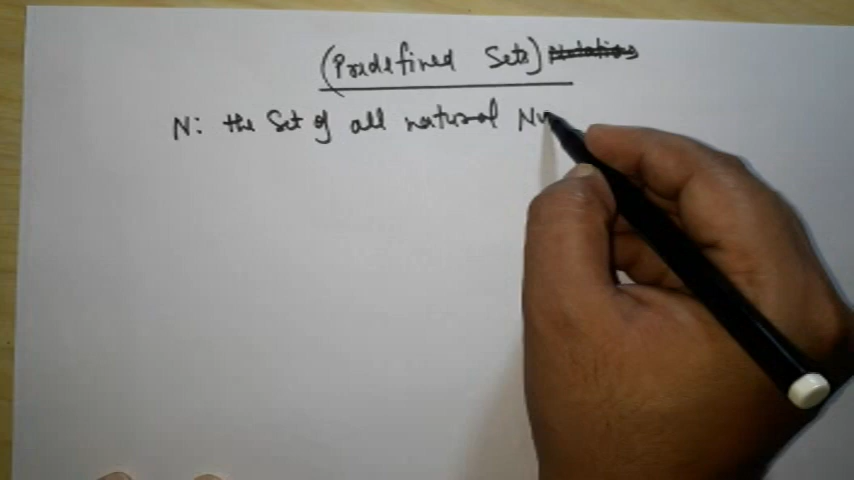 (Predefined Sets)
N: the Set of all natural Nu